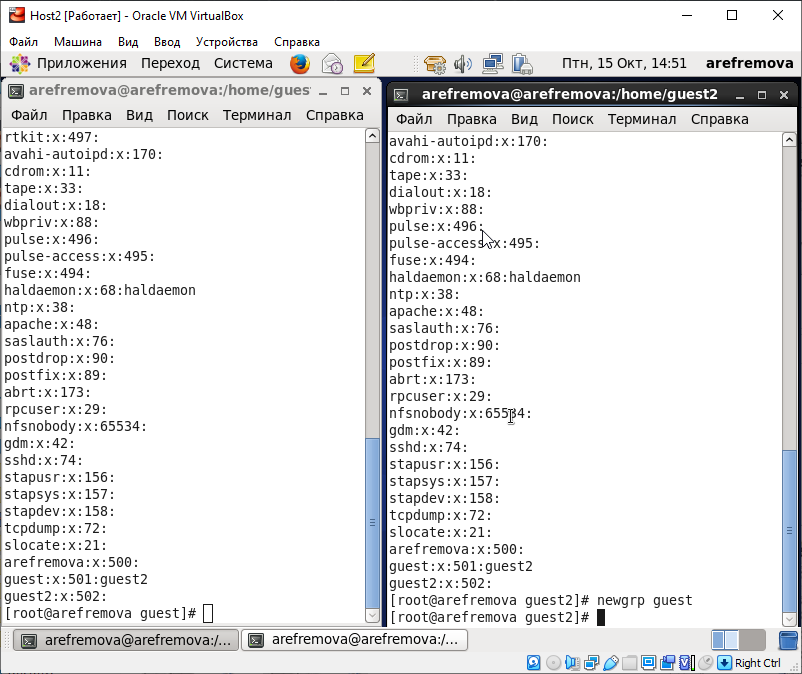 Host2 [Работает] - Oracle VM VirtualBox
Файл Машина Вид Ввод Устройства Справка
Приложения Переход Система Птн, 15 Окт, 14:51 arefremova
arefremova@arefremova:/home/gues
Файл Правка Вид Поиск Терминал Справка
rtkit:x:497:
avahi-autoipd:x:170:
cdrom:x:11:
tape:x:33:
dialout:x:18:
wbpriv:x:88:
pulse:x:496:
pulse-access:x:495:
fuse:x:494:
haldaemon:x:68:haldaemon
ntp:x:38:
apache:x:48:
saslauth:x:76:
postdrop:x:90:
postfix:x:89:
abrt:x:173:
rpcuser:x:29:
nfsnobody:x:65534:
gdm:x:42:
sshd:x:74:
stapusr:x:156:
stapsys:x:157:
stapdev:x:158:
tcpdump:x:72:
slocate:x:21:
arefremova:x:500:
guest:x:501:guest2
guest2:x:502:
[root@arefremova guest]#
arefremova@arefremova:/home/guest2
Файл Правка Вид Поиск Терминал Справка
avahi-autoipd:x:170:
cdrom:x:11:
tape:x:33:
dialout:x:18:
wbpriv:x:88:
pulse:x:496:
pulse-access:x:495:
fuse:x:494:
haldaemon:x:68:haldaemon
ntp:x:38:
apache:x:48:
saslauth:x:76:
postdrop:x:90:
postfix:x:89:
abrt:x:173:
rpcuser:x:29:
nfsnobody:x:65534:
gdm:x:42:
sshd:x:74:
stapusr:x:156:
stapsys:x:157:
stapdev:x:158:
tcpdump:x:72:
slocate:x:21:
arefremova:x:500:
guest:x:501:guest2
guest2:x:502:
[root@arefremova guest2]# newgrp guest
[root@arefremova guest2]#
arefremova@arefremova:/... arefremova@arefremova:/...
Right Ctrl